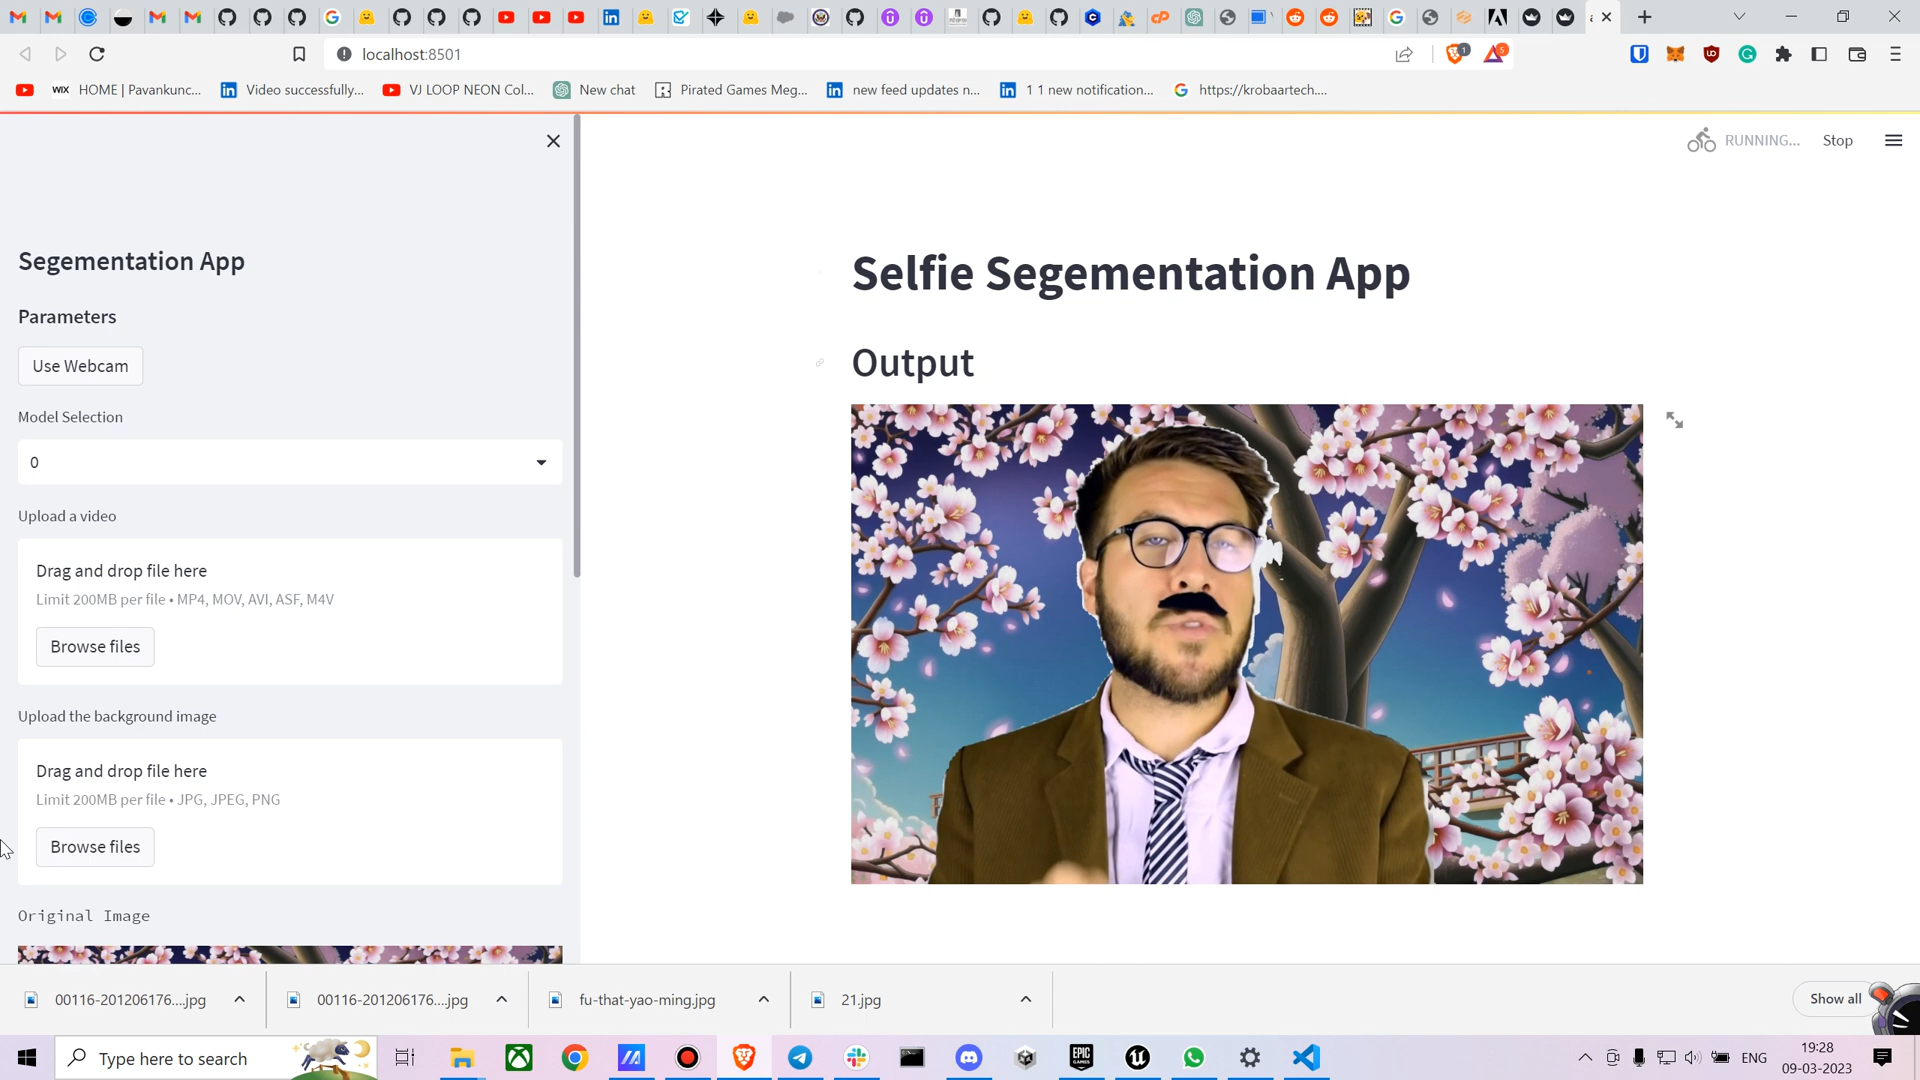 localhost:8501
1
5
WIX HOME | Pavankunc...
Video successfully...
VJ LOOP NEON Col...
New chat
Pirated Games Meg...
new feed updates n...
1 1 new notification...
https://krobaartech....
RUNNING...
Stop
Segementation App
Parameters
Use Webcam
Model Selection
0
Upload a video
Drag and drop file here
Limit 200MB per file • MP4, MOV, AVI, ASF, M4V
Browse files
Upload the background image
Drag and drop file here
Limit 200MB per file • JPG, JPEG, PNG
Browse files
Original Image
Selfie Segementation App
Output
00116-201206176....jpg
00116-201206176....jpg
fu-that-yao-ming.jpg
21.jpg
Show all
Type here to search
EPIC
GAMES
ENG
19:28
09-03-2023